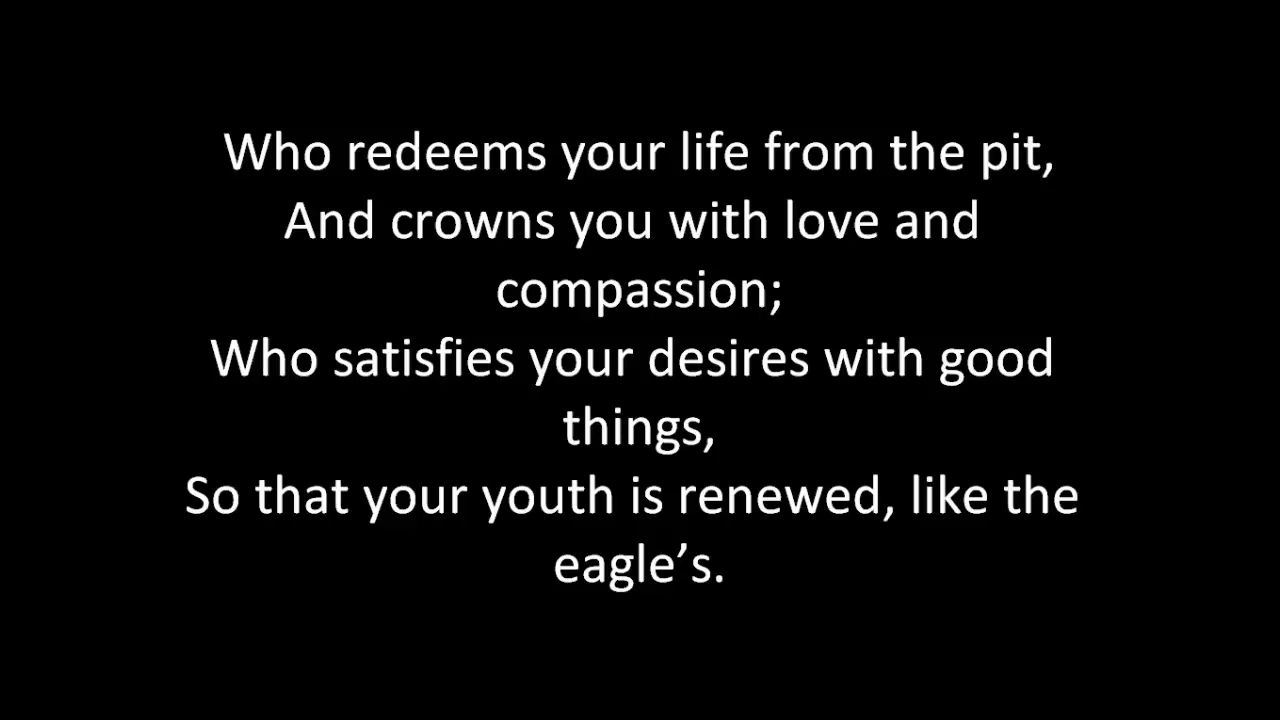 Who redeems your life from the pit,
And crowns you with love and
compassion;
Who satisfies your desires with good
things,
So that your youth is renewed, like the
eagle’s.